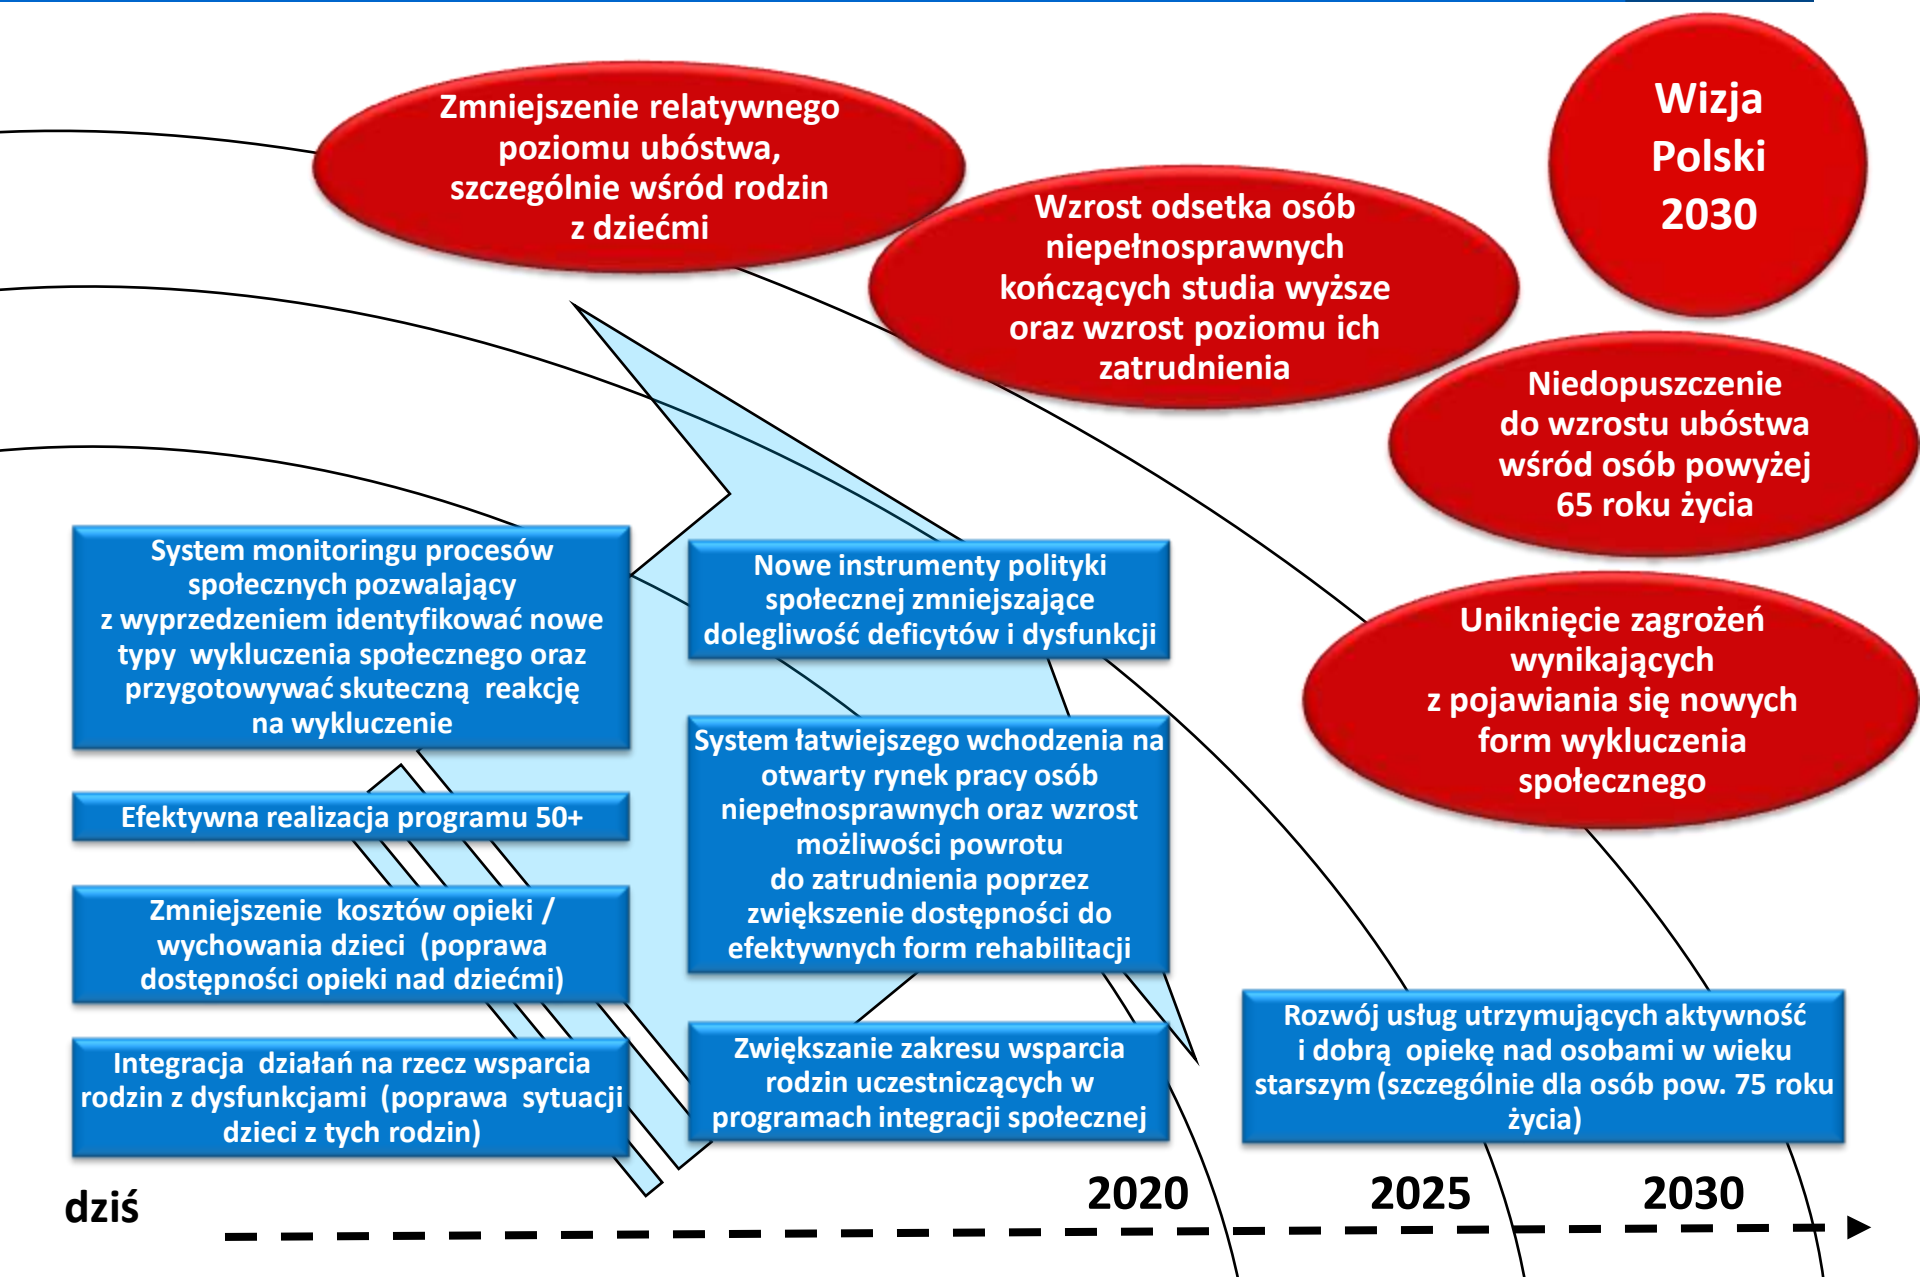 Wizja
Polski
2030
Zmniejszenie relatywnego
poziomu ubóstwa,
szczególnie wśród rodzin
z dziećmi
Wzrost odsetka osób
niepełnosprawnych
kończących studia wyższe
oraz wzrost poziomu ich
zatrudnienia
Niedopuszczenie
do wzrostu ubóstwa
wśród osób powyżej
65 roku życia
Uniknięcie zagrożeń
wynikających
z pojawiania się nowych
form wykluczenia
społecznego
System monitoringu procesów
społecznych pozwalający
z wyprzedzeniem identyfikować nowe
typy wykluczenia społecznego oraz
przygotowywać skuteczną reakcję
na wykluczenie
Efektywna realizacja programu 50+
Zmniejszenie kosztów opieki /
wychowania dzieci (poprawa
dostępności opieki nad dziećmi)
Integracja działań na rzecz wsparcia
rodzin z dysfunkcjami (poprawa sytuacji
dzieci z tych rodzin)
Nowe instrumenty polityki
społecznej zmniejszające
dolegliwość deficytów i dysfunkcji
System łatwiejszego wchodzenia na
otwarty rynek pracy osób
niepełnosprawnych oraz wzrost
możliwości powrotu
do zatrudnienia poprzez
zwiększenie dostępności do
efektywnych form rehabilitacji
Zwiększanie zakresu wsparcia
rodzin uczestniczących w
programach integracji społecznej
Rozwój usług utrzymujących aktywność
i dobrą opiekę nad osobami w wieku
starszym (szczególnie dla osób pow. 75 roku
życia)
dziś
2020
2025
2030